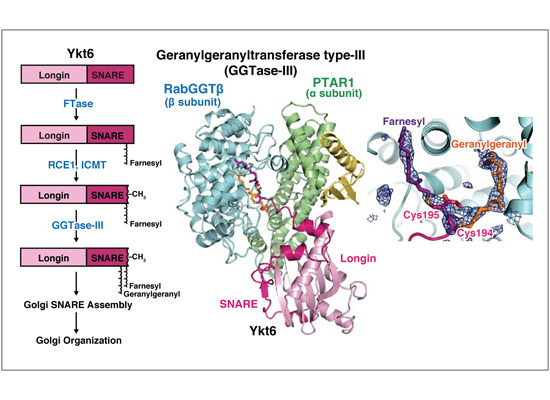 Ykt6
Longin SNARE
FTase
Longin SNARE
Farnesyl
RCE1, ICMT
Longin SNARE CH3
Farnesyl
GGTase-III
Longin SNARE CH3
Farnesyl
Geranylgeranyl
Golgi SNARE Assembly
Golgi Organization
Geranylgeranyltransferase type-III
(GGTase-III)
RabGGTβ
(β subunit)
PTAR1
(α subunit)
Longin
SNARE
Ykt6
Farnesyl
Geranylgeranyl
Cys195
Cys194